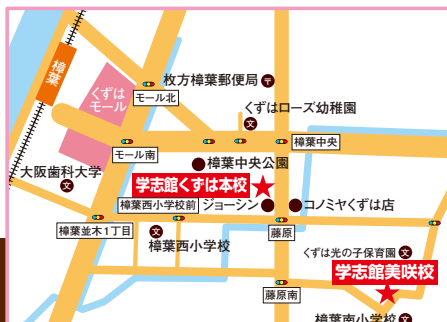 樟葉
くずは
モール
モール北
枚方樟葉郵便局
〒
くずはローズ幼稚園
文
モール南
樟葉中央
樟葉中央公園
大阪歯科大学
文
学志館くずは本校
樟葉西小学校前
ジョーシン
コノミヤくずは店
樟葉並木1丁目
文
樟葉西小学校
藤原
くずは光の子保育園
文
学志館美咲校
藤原南
樟葉南小学校
文